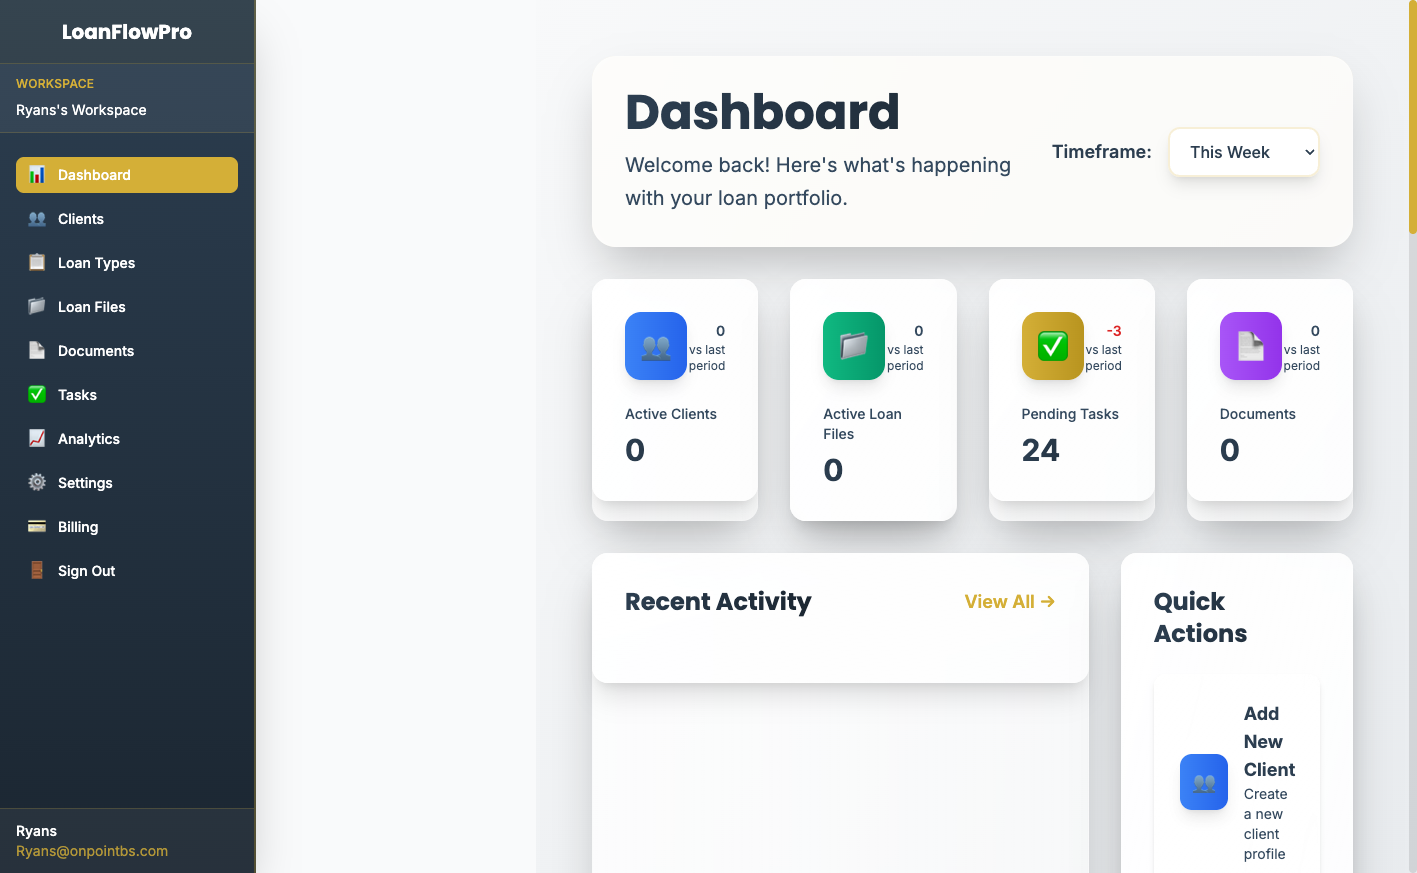 LoanFlowPro
WORKSPACE
Ryans's Workspace
Dashboard
Clients
Loan Types
Loan Files
Documents
Tasks
Analytics
Settings
Billing
Sign Out
Ryans
Ryans@onpointbs.com
Dashboard
Welcome back! Here's what's happening
with your loan portfolio.
Timeframe:
This Week
0
vs last
period
Active Clients
0
0
vs last
period
Active Loan
Files
0
-3
vs last
period
Pending Tasks
24
0
vs last
period
Documents
0
Recent Activity
View All →
Quick
Actions
Add
New
Client
Create
a new
client
profile